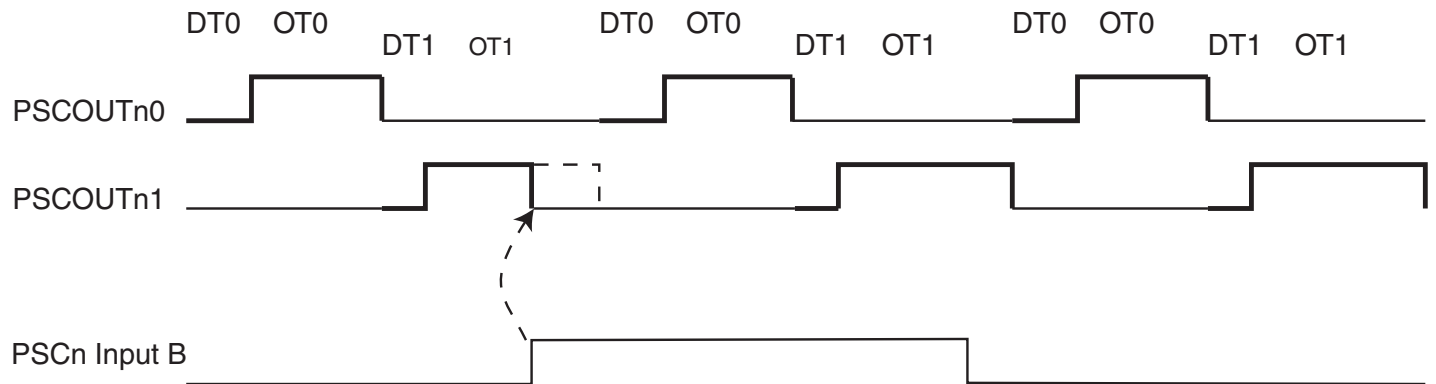 DT0 OT0 DT0 OT0 DT0 OT0
DT1 OT1 DT1 OT1 DT1 OT1
PSCOUTn0
PSCOUTn1
PSCn Input B